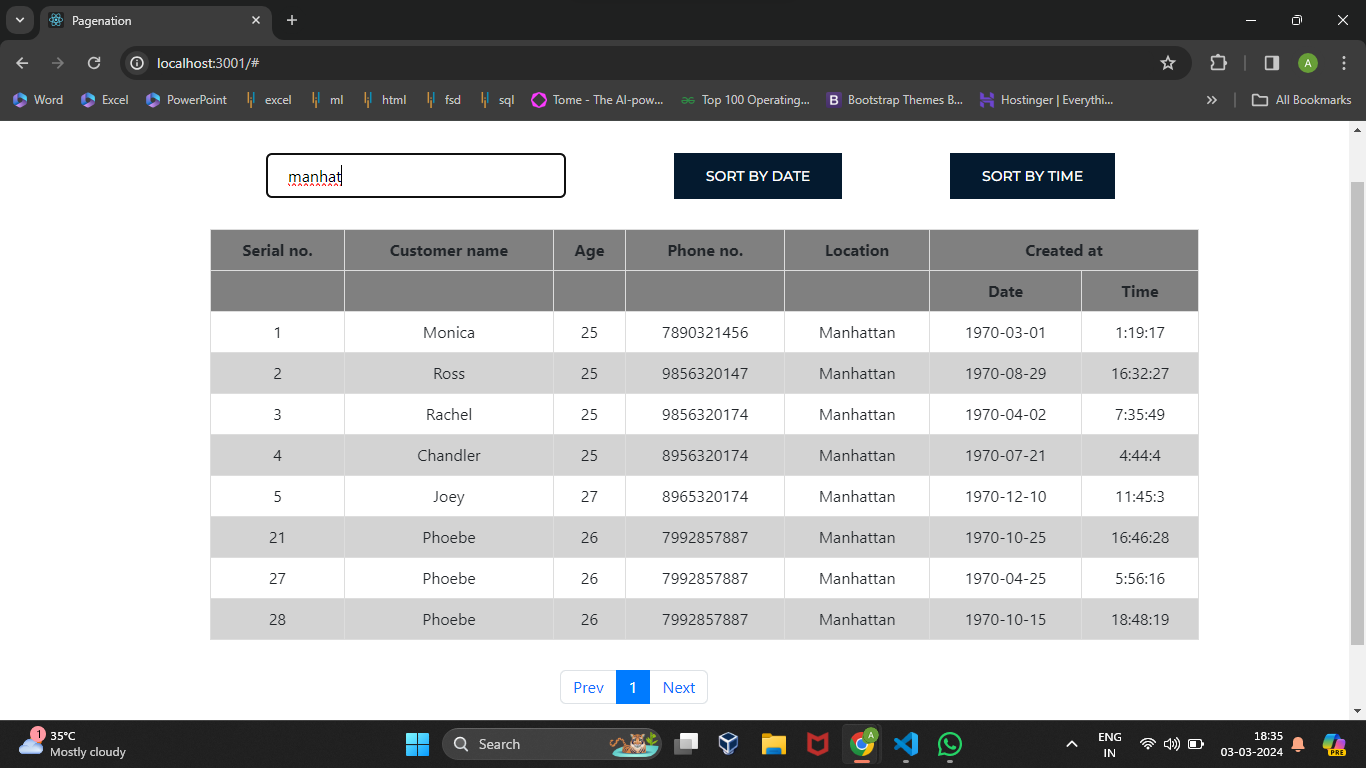 Pagenation
localhost:3001/#
Word Excel PowerPoint excel ml html fsd sql Tome - The AI-pow... Top 100 Operating... B Bootstrap Themes B... Hostinger | Everythi... » All Bookmarks
A
manhat SORT BY DATE SORT BY TIME
Serial no. Customer name Age Phone no. Location Created at
Date Time
1 Monica 25 7890321456 Manhattan 1970-03-01 1:19:17
2 Ross 25 9856320147 Manhattan 1970-08-29 16:32:27
3 Rachel 25 9856320174 Manhattan 1970-04-02 7:35:49
4 Chandler 25 8956320174 Manhattan 1970-07-21 4:44:4
5 Joey 27 8965320174 Manhattan 1970-12-10 11:45:3
21 Phoebe 26 7992857887 Manhattan 1970-10-25 16:46:28
27 Phoebe 26 7992857887 Manhattan 1970-04-25 5:56:16
28 Phoebe 26 7992857887 Manhattan 1970-10-15 18:48:19
Prev 1 Next
1 35°C
Mostly cloudy
Search
A
ENG
IN
18:35
03-03-2024
PRE